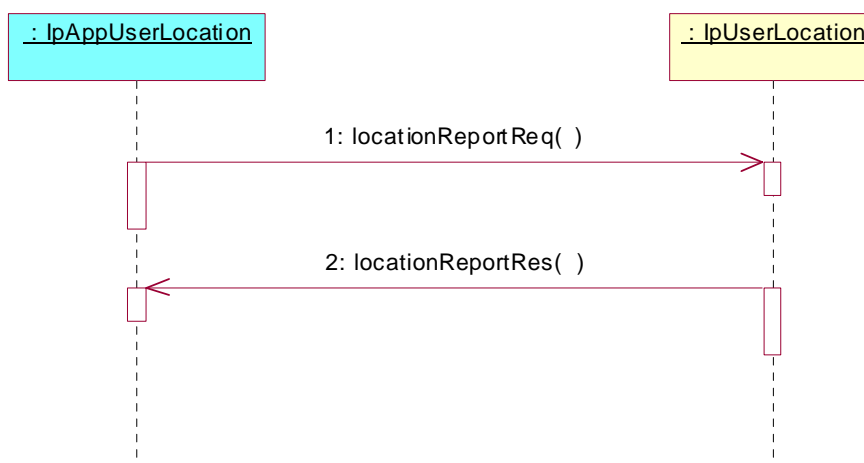 : IpAppUserLocation
: IpUserLocation
1: locationReportReq( )
2: locationReportRes( )